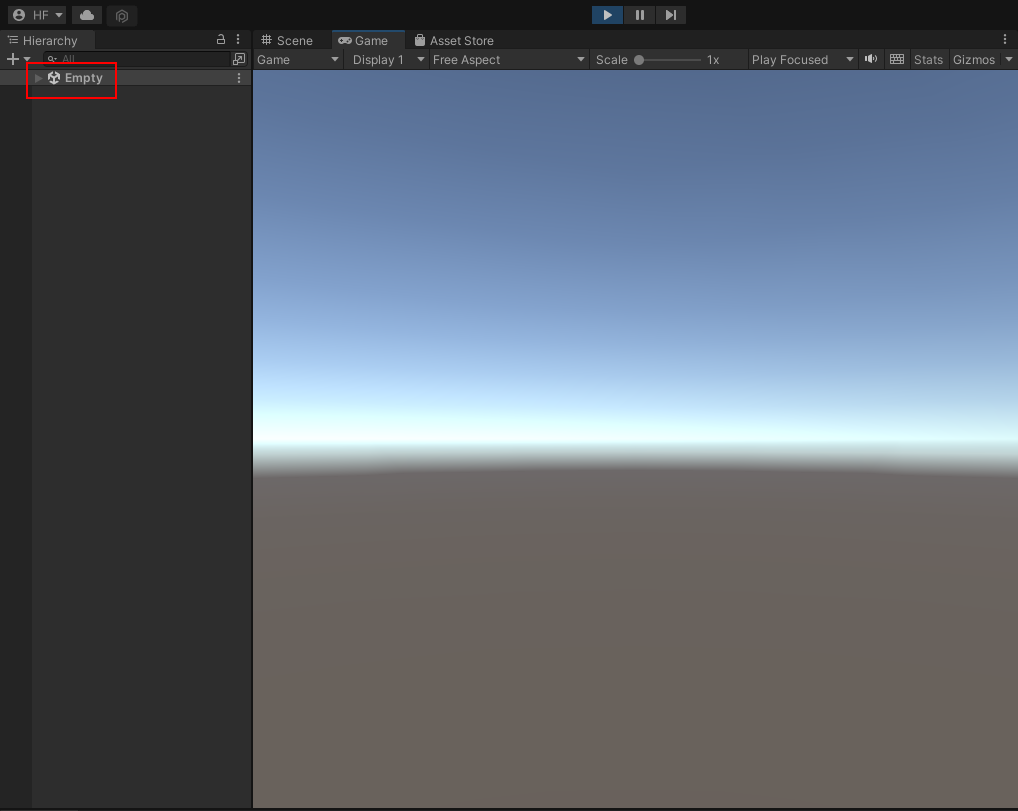 HF
Hierarchy
Scene
Game
Asset Store
All
Game
Display 1
Free Aspect
Scale
1x
Play Focused
Stats
Gizmos
Empty